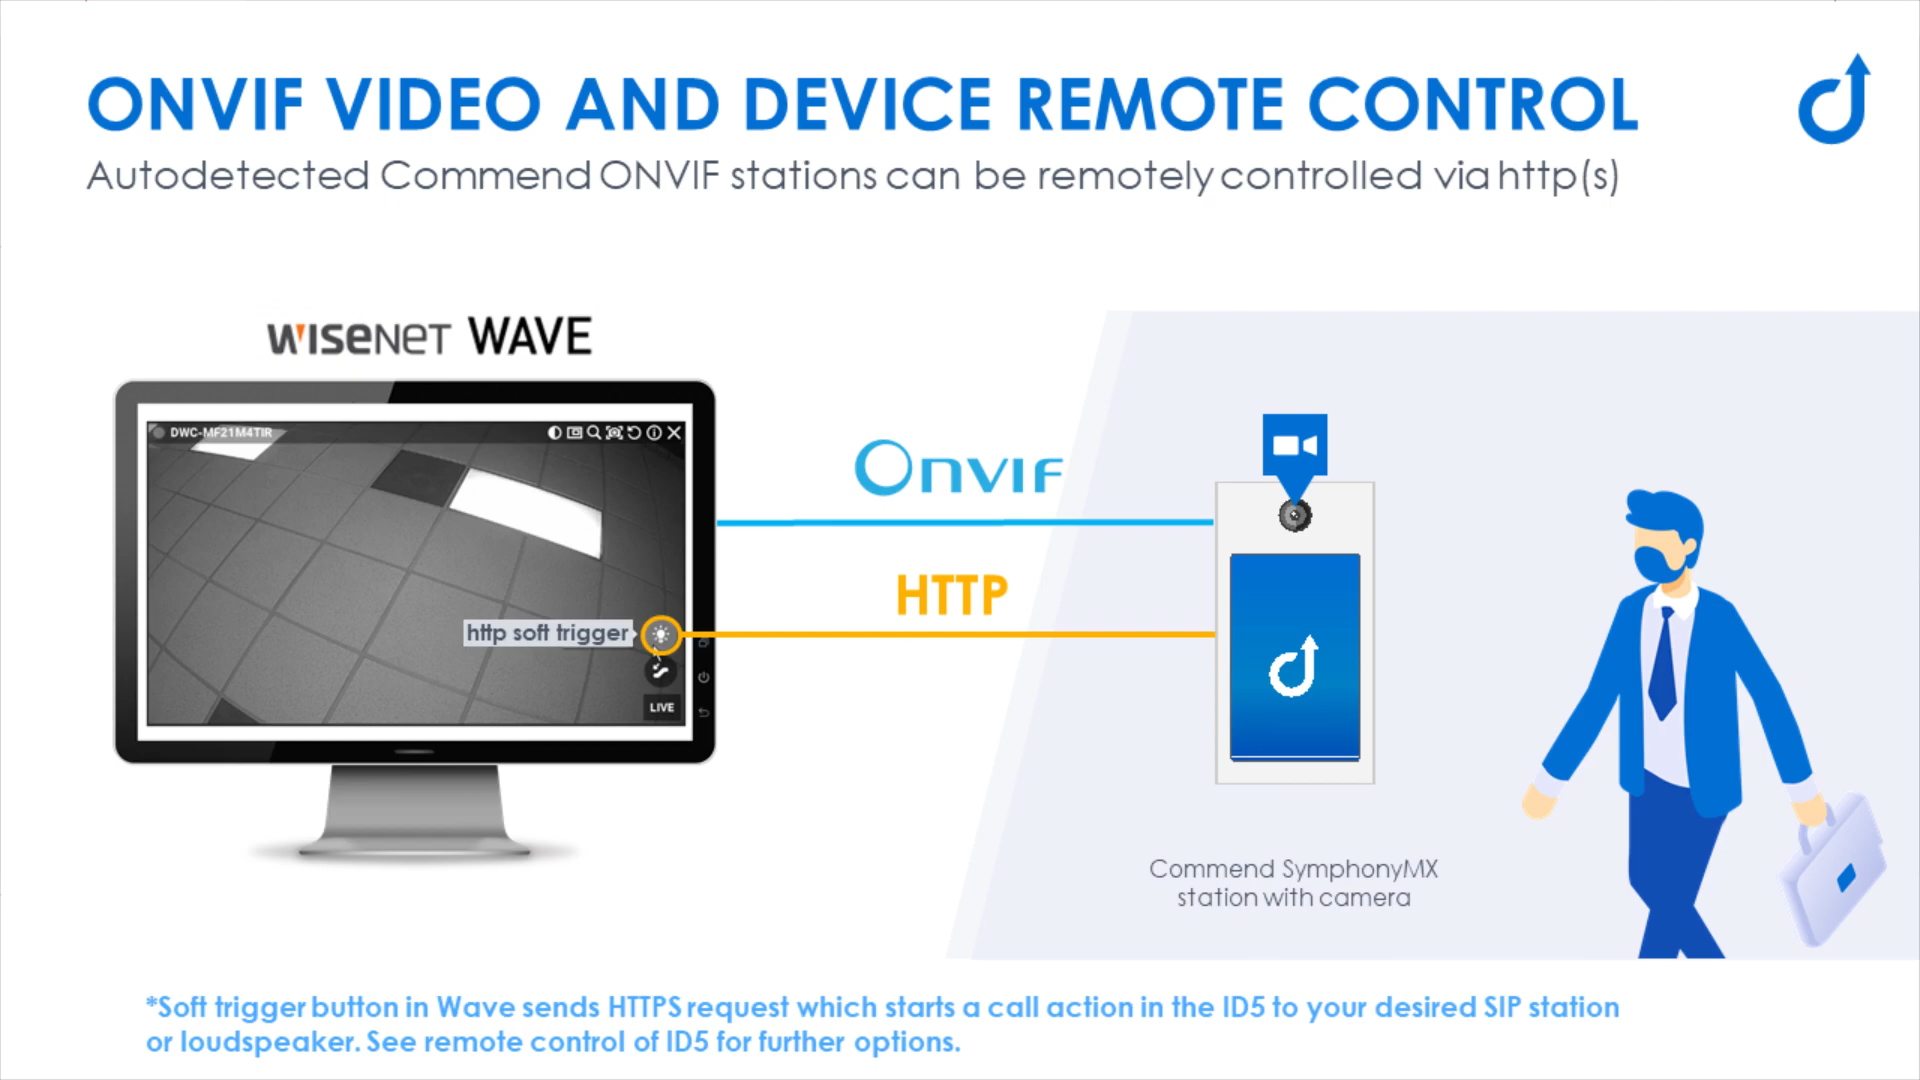 ONVIF VIDEO AND DEVICE REMOTE CONTROL
Autodetected Commend ONVIF stations can be remotely controlled via http(s)
WISENET WAVE
DWC-MF21M4TIR
ONVIF
HTTP
http soft trigger
LIVE
Commend SymphonyMX
station with camera
*Soft trigger button in Wave sends HTTPS request which starts a call action in the ID5 to your desired SIP station
or loudspeaker. See remote control of ID5 for further options.